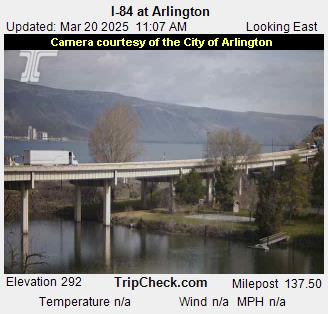 I-84 at Arlington
Updated: Mar 20 2025 11:07 AM Looking East
Camera courtesy of the City of Arlington
Elevation 292 TripCheck.com Milepost 137.50
Temperature n/a Wind n/a MPH n/a